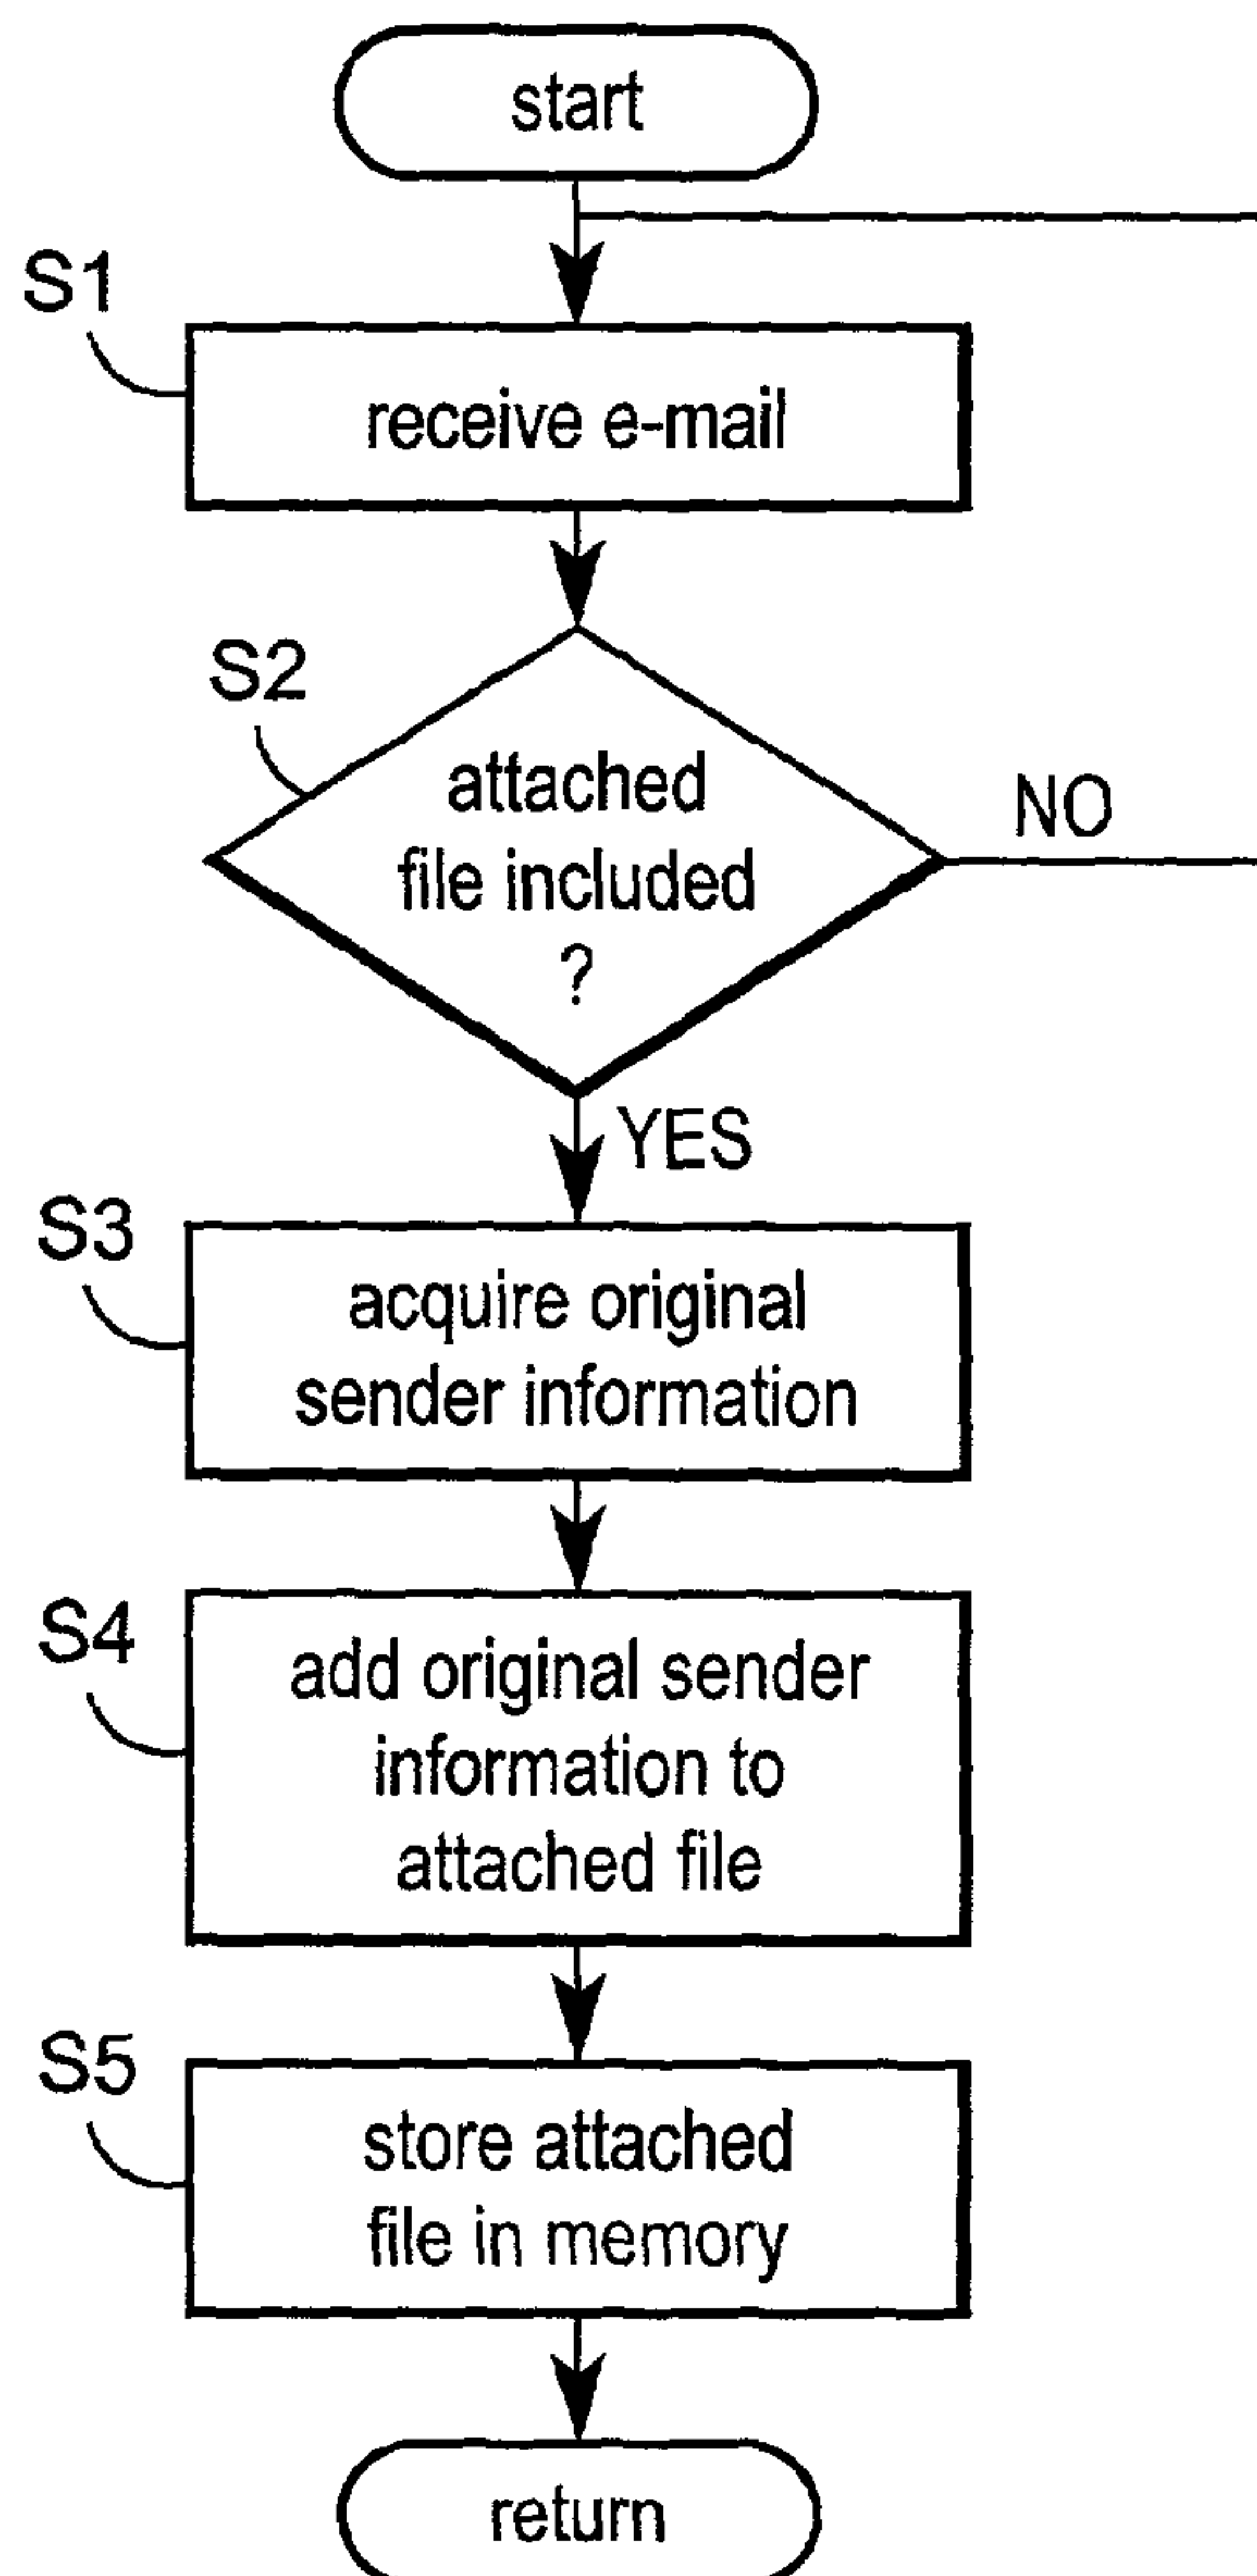 start
S1
receive e-mail
S2
attached
file included
?
NO
YES
S3
acquire original
sender information
S4
add original sender
information to
attached file
S5
store attached
file in memory
return